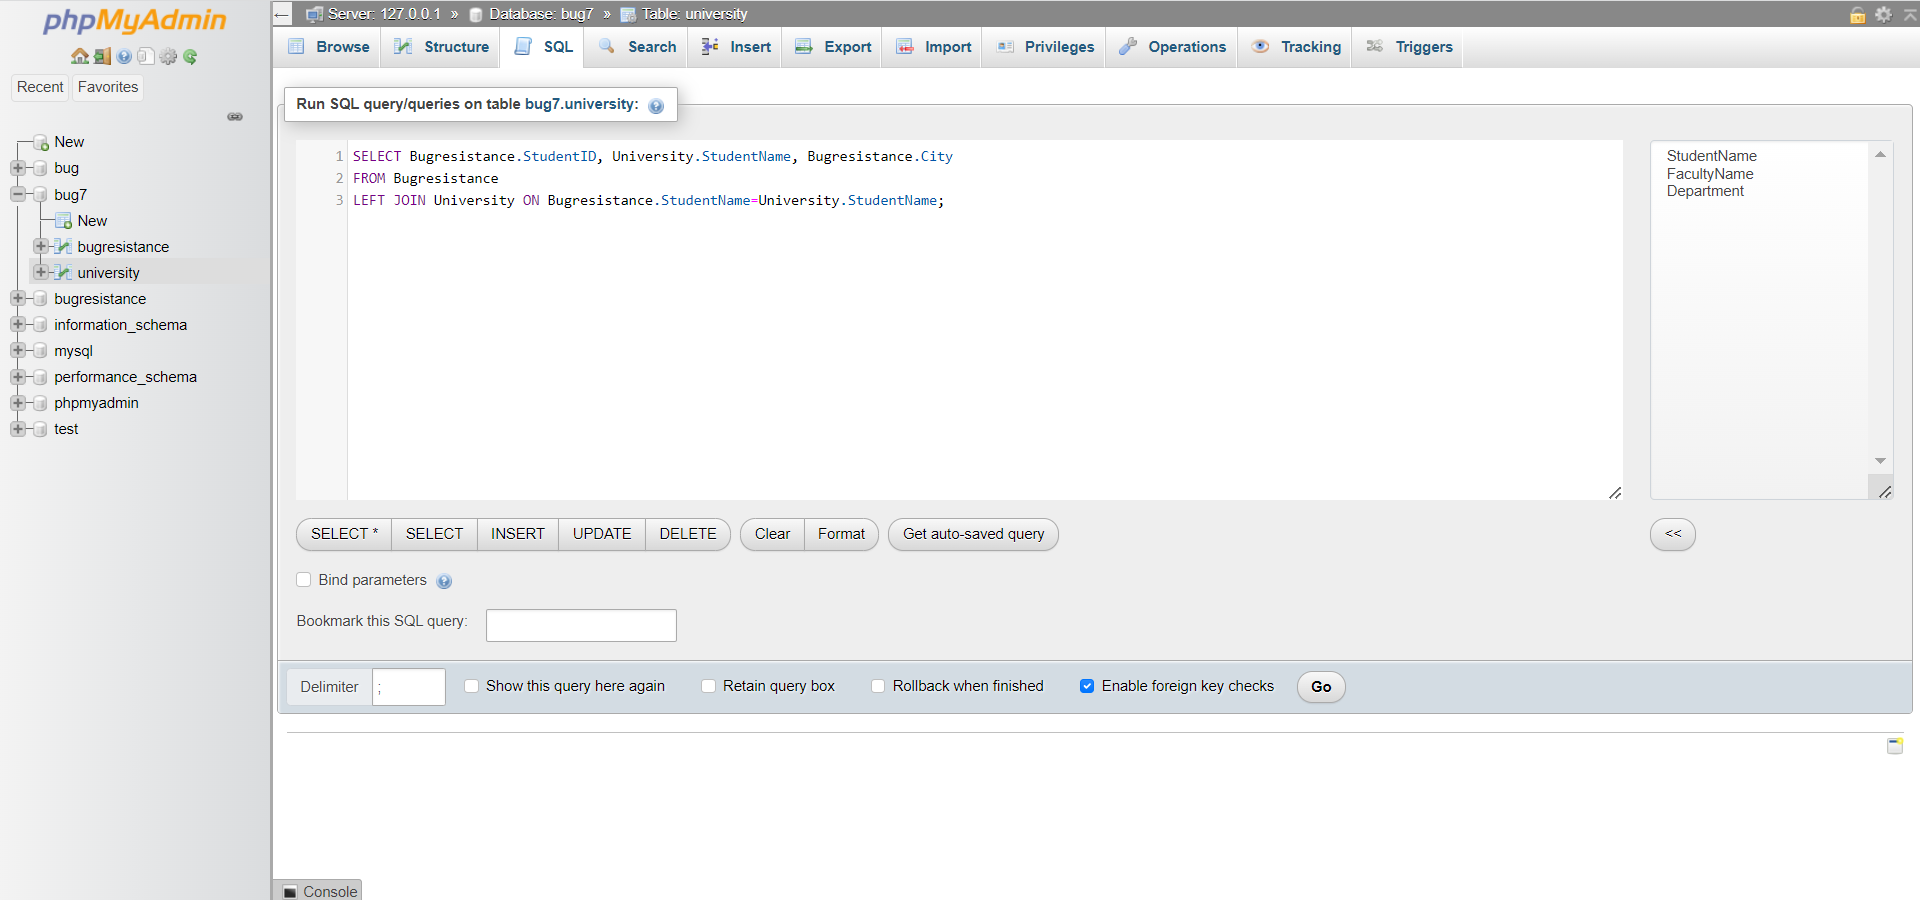 phpMyAdmin
Recent
Favorites
New
bug
bug7
New
bugresistance
university
bugresistance
information_schema
mysql
performance_schema
phpmyadmin
test
Server: 127.0.0.1 » Database: bug7 » Table: university
Browse Structure SQL Search Insert Export Import Privileges Operations Tracking Triggers
Run SQL query/queries on table bug7.university:
1 SELECT Bugresistance.StudentID, University.StudentName, Bugresistance.City
2 FROM Bugresistance
3 LEFT JOIN University ON Bugresistance.StudentName=University.StudentName;
StudentName
FacultyName
Department
SELECT * SELECT INSERT UPDATE DELETE Clear Format Get auto-saved query <<
Bind parameters
Bookmark this SQL query:
Delimiter ; Show this query here again Retain query box Rollback when finished Enable foreign key checks Go
Console